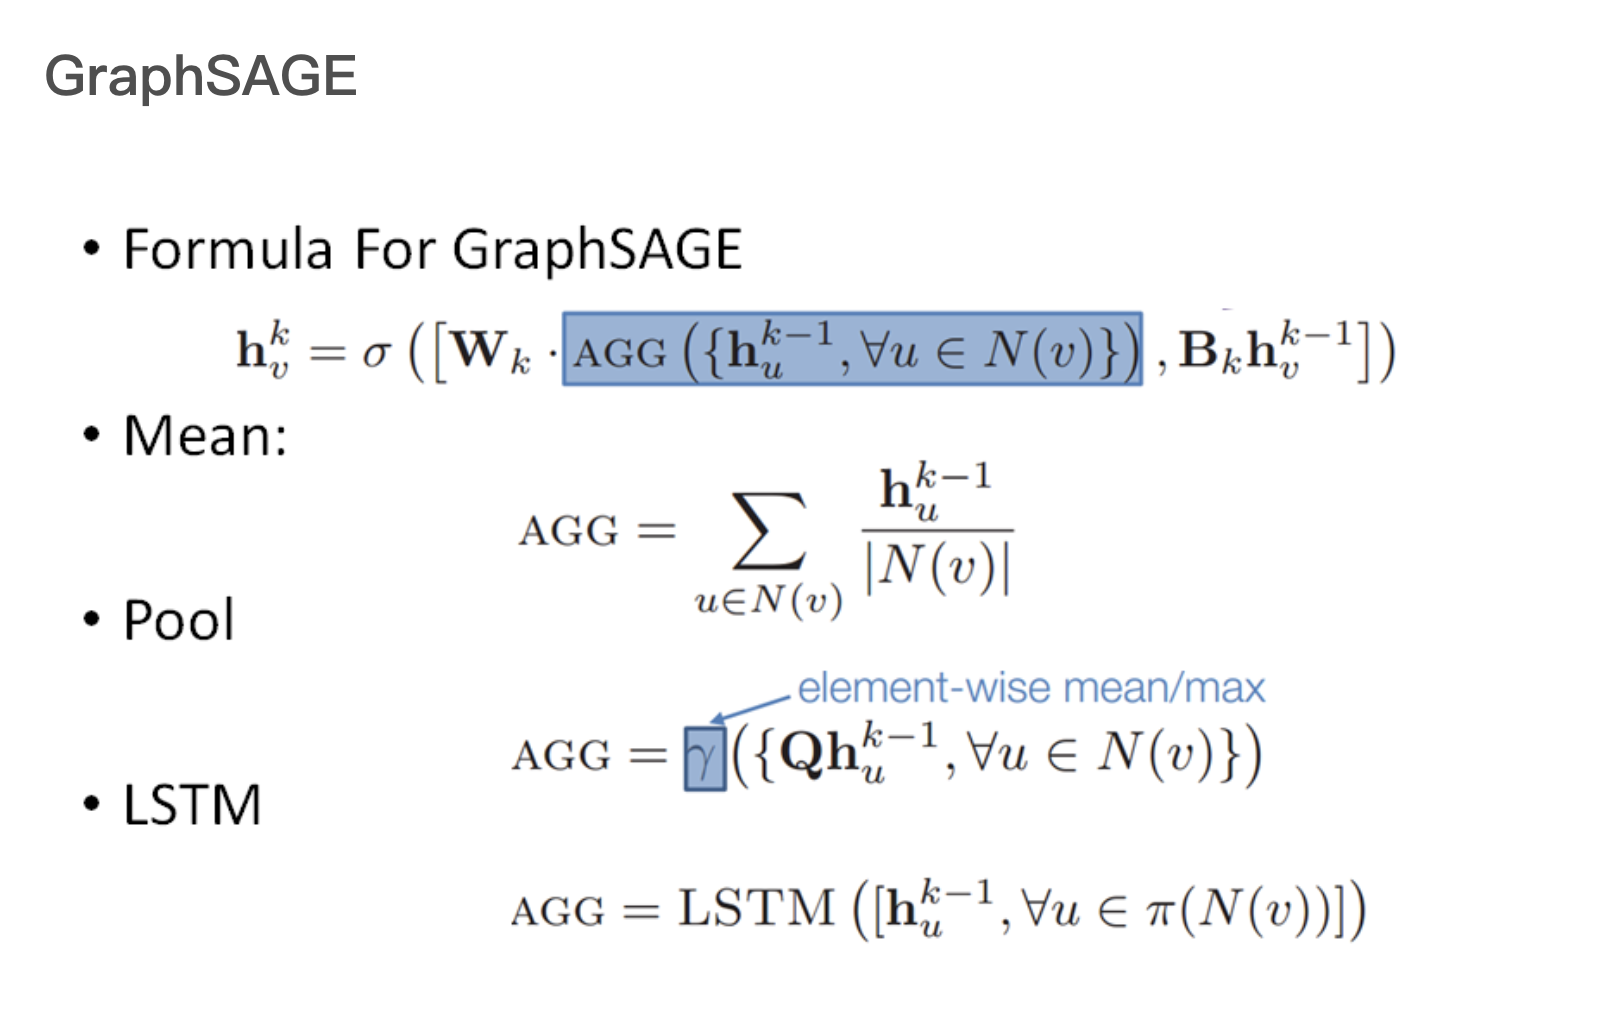 GraphSAGE
• Formula For GraphSAGE
$\mathbf{h}_v^k = \sigma\left(\left[\mathbf{W}_k \cdot \text{AGG}\left(\{\mathbf{h}_u^{k-1}, \forall u \in N(v)\}\right), \mathbf{B}_k \mathbf{h}_v^{k-1}\right]\right)$
• Mean:
$\text{AGG} = \sum_{u \in N(v)} \frac{\mathbf{h}_u^{k-1}}{|N(v)|}$
• Pool
element-wise mean/max
$\text{AGG} = \gamma\left(\{\mathbf{Q}\mathbf{h}_u^{k-1}, \forall u \in N(v)\}\right)$
• LSTM
$\text{AGG} = \text{LSTM}\left([\mathbf{h}_u^{k-1}, \forall u \in \pi(N(v))]\right)$